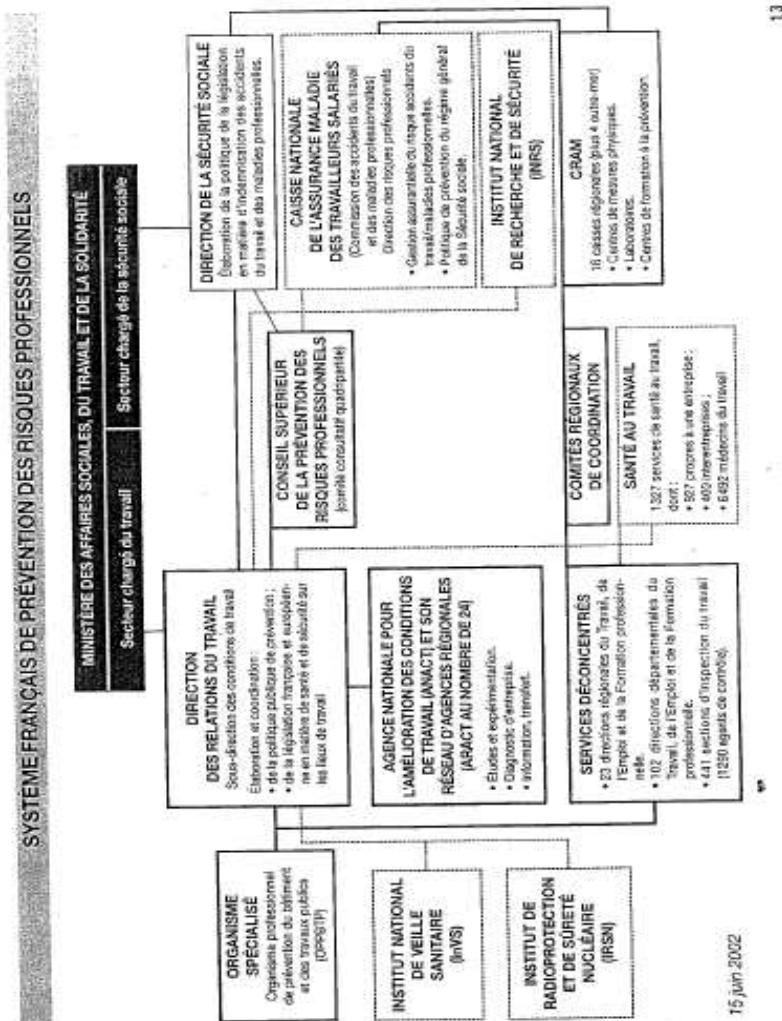 SYSTÈME FRANÇAIS DE PRÉVENTION DES RISQUES PROFESSIONNELS
MINISTÈRE DES AFFAIRES SOCIALES, DU TRAVAIL ET DE LA SOLIDARITÉ
Secteur chargé du travail
Secteur chargé de la sécurité sociale
ORGANISME
SPÉCIALISÉ
Organisme professionnel
de prévention du bâtiment
et des travaux publics
(OPPBTP)
INSTITUT NATIONAL
DE VEILLE
SANITAIRE
(InVS)
INSTITUT DE
RADIOPROTECTION
ET DE SÛRETÉ
NUCLÉAIRE
(IRSN)
DIRECTION
DES RELATIONS DU TRAVAIL
Sous-direction des conditions de travail
Élaboration et coordination :
• de la politique publique de prévention ;
• de la législation française et européen-
ne en matière de santé et de sécurité sur
les lieux de travail
AGENCE NATIONALE POUR
L'AMÉLIORATION DES CONDITIONS
DE TRAVAIL (ANACT) ET SON
RÉSEAU D'AGENCES RÉGIONALES
(ARACT AU NOMBRE DE 24)
• Études et expérimentation.
• Diagnostic d'entreprise.
• Information, transfert.
SERVICES DÉCONCENTRÉS
• 23 directions régionales du Travail, de
l'Emploi et de la Formation profession-
nelle.
• 102 directions départementales du
Travail, de l'Emploi et de la Formation
professionnelle.
• 441 sections d'inspection du travail
(1290 agents de contrôle).
CONSEIL SUPÉRIEUR
DE LA PRÉVENTION DES
RISQUES PROFESSIONNELS
(comité consultatif quadripartite)
COMITÉS RÉGIONAUX
DE COORDINATION
SANTÉ AU TRAVAIL
1327 services de santé au travail,
dont :
• 927 propres à une entreprise ;
• 400 interentreprises ;
• 6492 médecins du travail
DIRECTION DE LA SÉCURITÉ SOCIALE
Élaboration de la politique de la législation
en matière d'indemnisation des accidents
du travail et des maladies professionnelles.
CAISSE NATIONALE
DE L'ASSURANCE MALADIE
DES TRAVAILLEURS SALARIÉS
(Commission des accidents du travail
et des maladies professionnelles)
Direction des risques professionnels
• Gestion assurantielle du risque accidents du
travail/maladies professionnelles.
• Politique de prévention du régime général
de la Sécurité sociale.
INSTITUT NATIONAL
DE RECHERCHE ET DE SÉCURITÉ
(INRS)
CRAM
16 caisses régionales (plus 4 outre-mer)
• Centres de mesures physiques.
• Laboratoires.
• Centres de formation à la prévention.
15 juin 2002
13